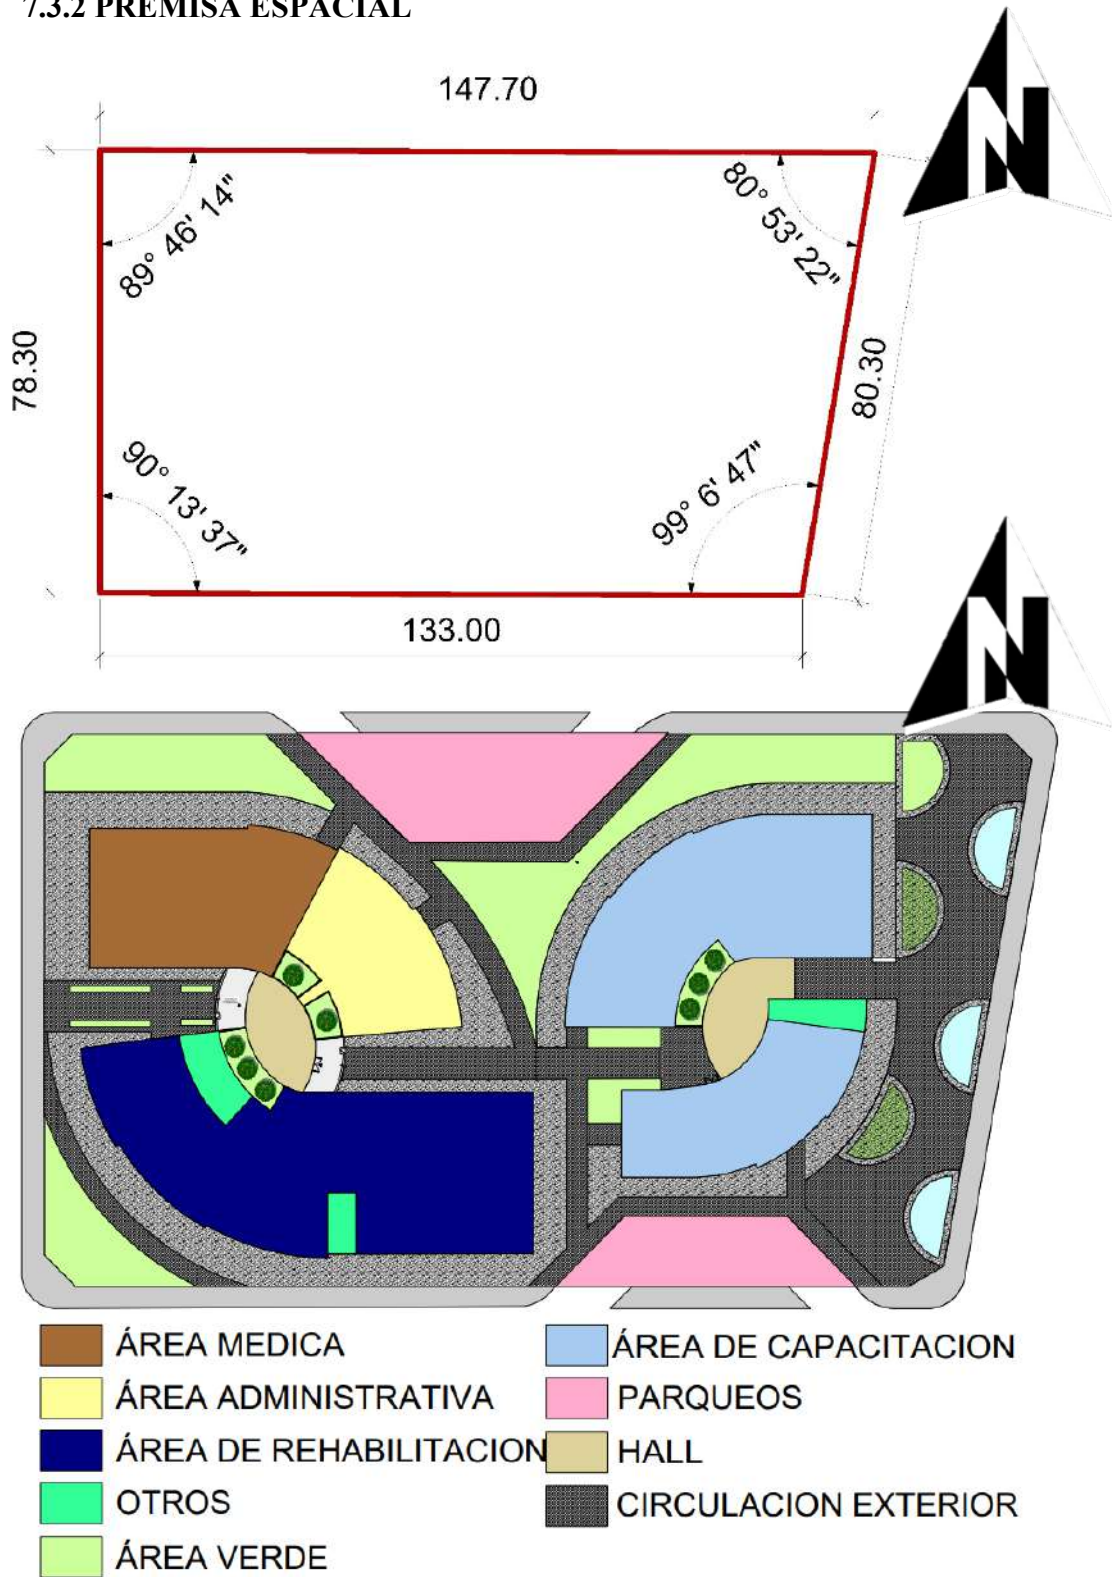 7.3.2 PREMISA ESPACIAL
147.70
N
89° 46' 14"
80° 53' 22"
78.30
80.30
90° 13' 37"
99° 6' 47"
133.00
N
ÁREA MEDICA
ÁREA DE CAPACITACION
ÁREA ADMINISTRATIVA
PARQUEOS
ÁREA DE REHABILITACION
HALL
OTROS
CIRCULACION EXTERIOR
ÁREA VERDE